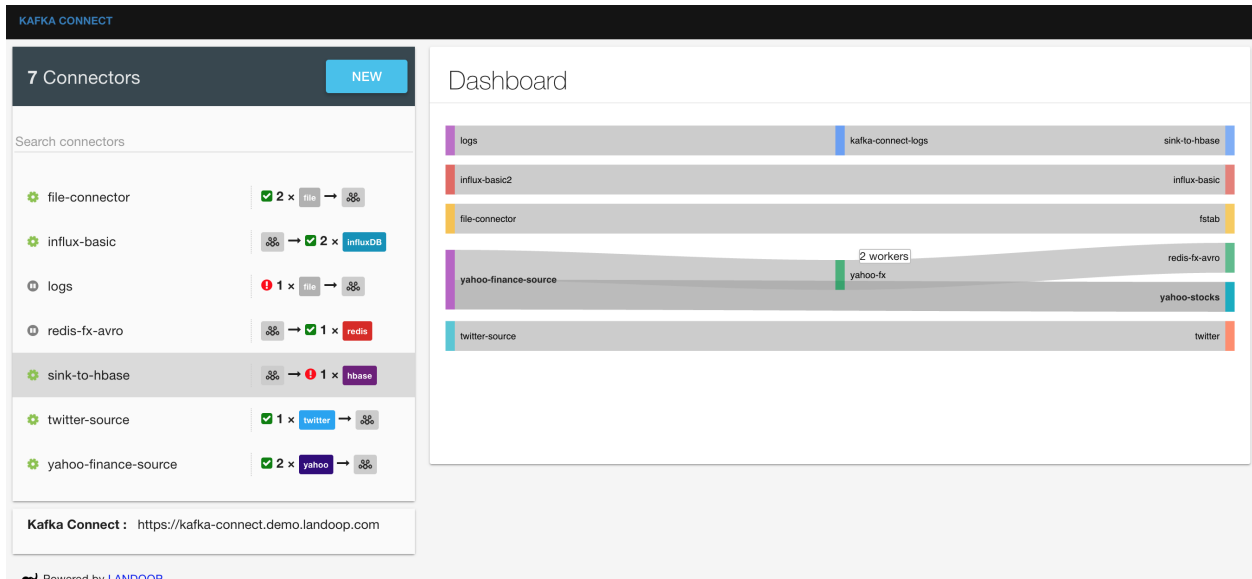 KAFKA CONNECT
7 Connectors
NEW
Search connectors
file-connector 2 × file →
influx-basic → 2 × influxDB
logs 1 × file →
redis-fx-avro → 1 × redis
sink-to-hbase → 1 × hbase
twitter-source 1 × twitter →
yahoo-finance-source 2 × yahoo →
Kafka Connect : https://kafka-connect.demo.landoop.com
Powered by LANDOOP
Dashboard
logs kafka-connect-logs sink-to-hbase
influx-basic2 influx-basic
file-connector fstab
2 workers
redis-fx-avro
yahoo-finance-source yahoo-fx
yahoo-stocks
twitter-source twitter